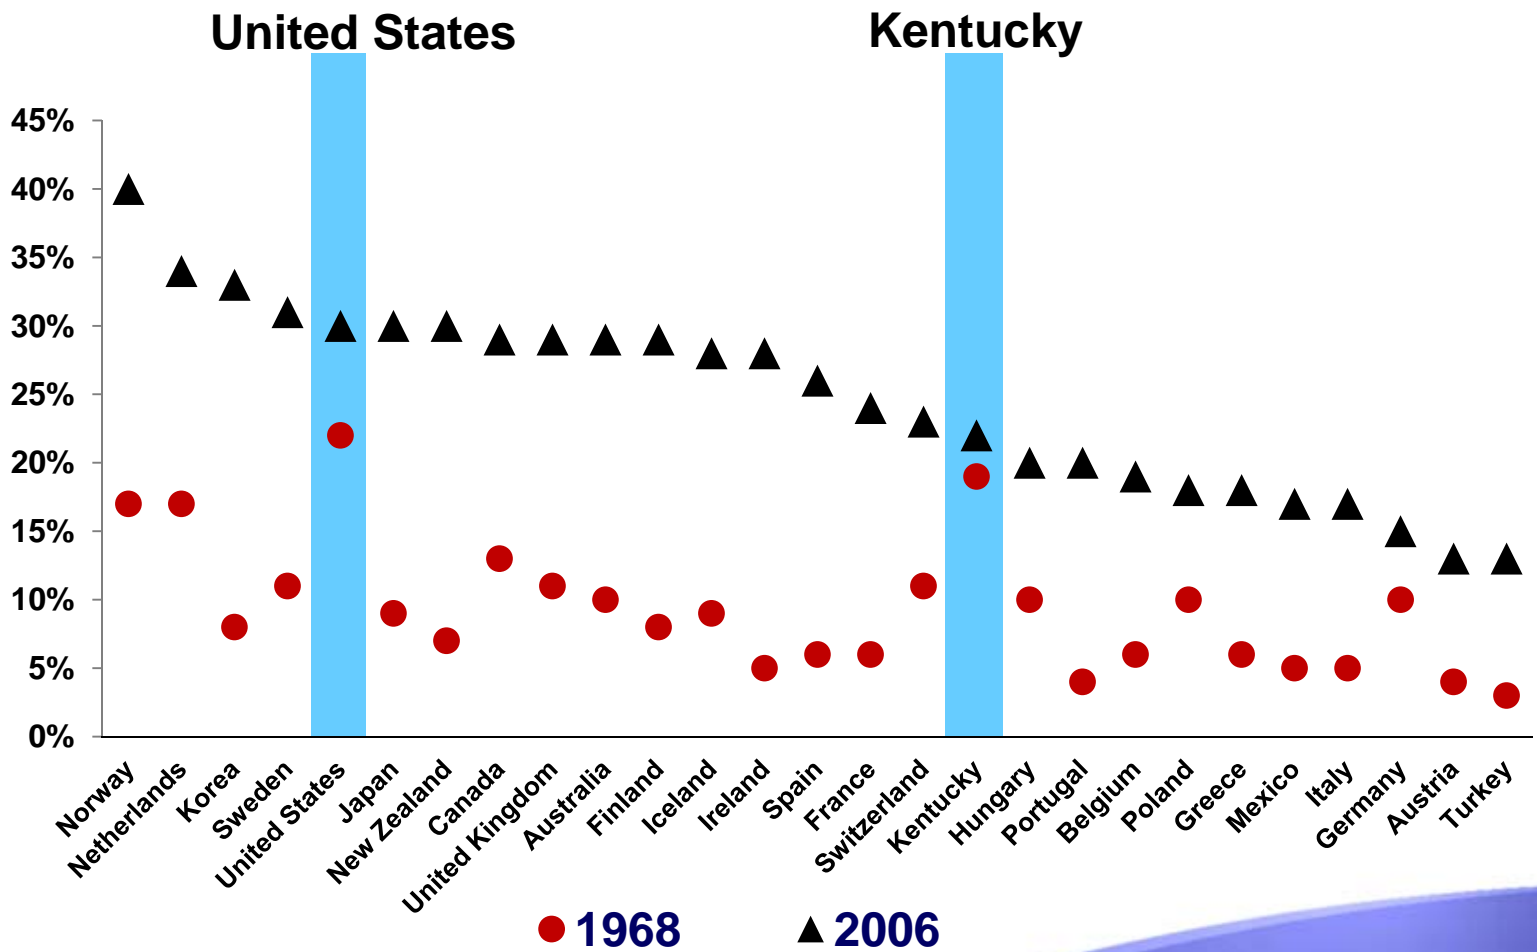 United States
Kentucky
45%
40%
35%
30%
25%
20%
15%
10%
5%
0%
Norway
Netherlands
Korea
Sweden
United States
Japan
New Zealand
Canada
United Kingdom
Australia
Finland
Iceland
Ireland
Spain
France
Switzerland
Kentucky
Hungary
Portugal
Belgium
Poland
Greece
Mexico
Italy
Germany
Austria
Turkey
1968
2006